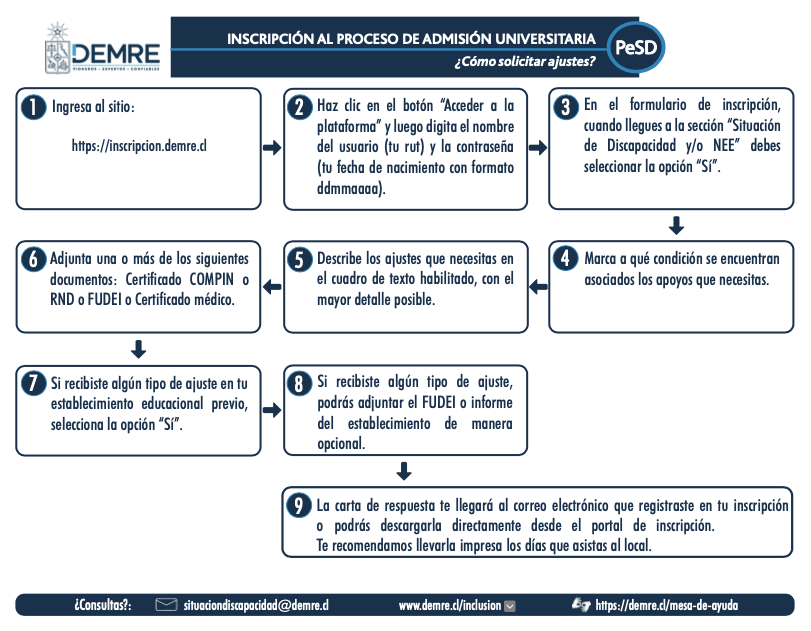 DEMRE
PIONEROS · EXPERTOS · CONFIABLES
INSCRIPCIÓN AL PROCESO DE ADMISIÓN UNIVERSITARIA
¿Cómo solicitar ajustes?
PeSD
1 Ingresa al sitio:
https://inscripcion.demre.cl
2 Haz clic en el botón “Acceder a la
plataforma” y luego digita el nombre
del usuario (tu rut) y la contraseña
(tu fecha de nacimiento con formato
ddmmaaaa).
3 En el formulario de inscripción,
cuando llegues a la sección “Situación
de Discapacidad y/o NEE” debes
seleccionar la opción “Sí”.
4 Marca a qué condición se encuentran
asociados los apoyos que necesitas.
5 Describe los ajustes que necesitas en
el cuadro de texto habilitado, con el
mayor detalle posible.
6 Adjunta una o más de los siguientes
documentos: Certificado COMPIN o
RND o FUDEI o Certificado médico.
7 Si recibiste algún tipo de ajuste en tu
establecimiento educacional previo,
selecciona la opción “Sí”.
8 Si recibiste algún tipo de ajuste,
podrás adjuntar el FUDEI o informe
del establecimiento de manera
opcional.
9 La carta de respuesta te llegará al correo electrónico que registraste en tu inscripción
o podrás descargarla directamente desde el portal de inscripción.
Te recomendamos llevarla impresa los días que asistas al local.
¿Consultas?: situaciondiscapacidad@demre.cl www.demre.cl/inclusion https://demre.cl/mesa-de-ayuda